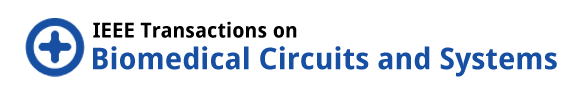 IEEE Transactions on
Biomedical Circuits and Systems